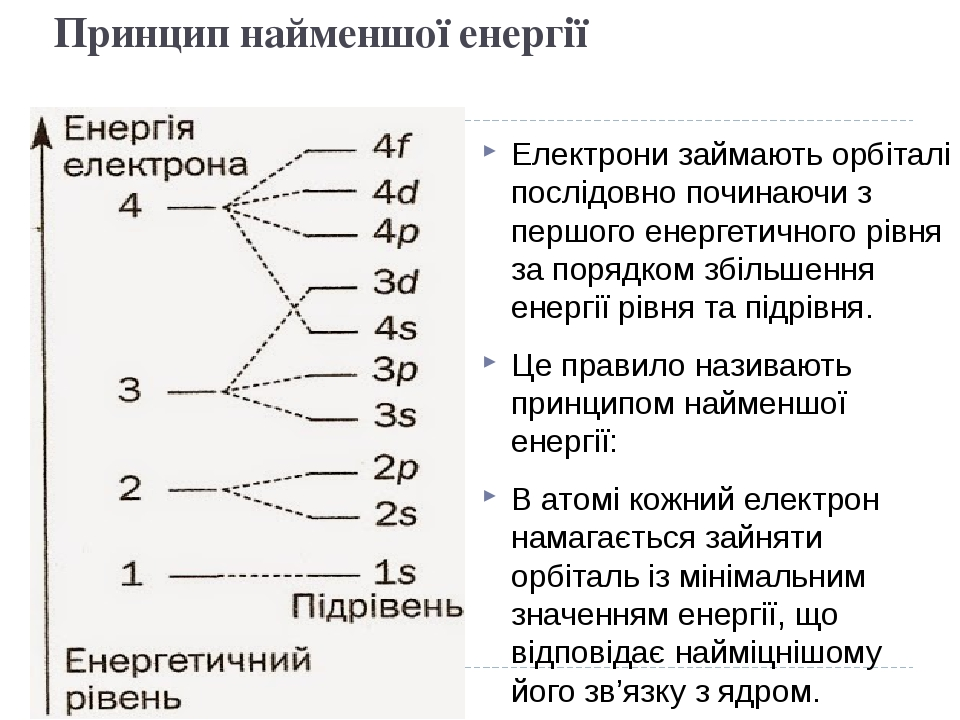 Принцип найменшої енергії
Енергія
електрона
4f
4d
4
4p
3d
4s
3p
3
3s
2p
2
2s
1
1s
Підрівень
Енергетичний
рівень
Електрони займають орбіталі
послідовно починаючи з
першого енергетичного рівня
за порядком збільшення
енергії рівня та підрівня.
Це правило називають
принципом найменшої
енергії:
В атомі кожний електрон
намагається зайняти
орбіталь із мінімальним
значенням енергії, що
відповідає найміцнішому
його зв’язку з ядром.